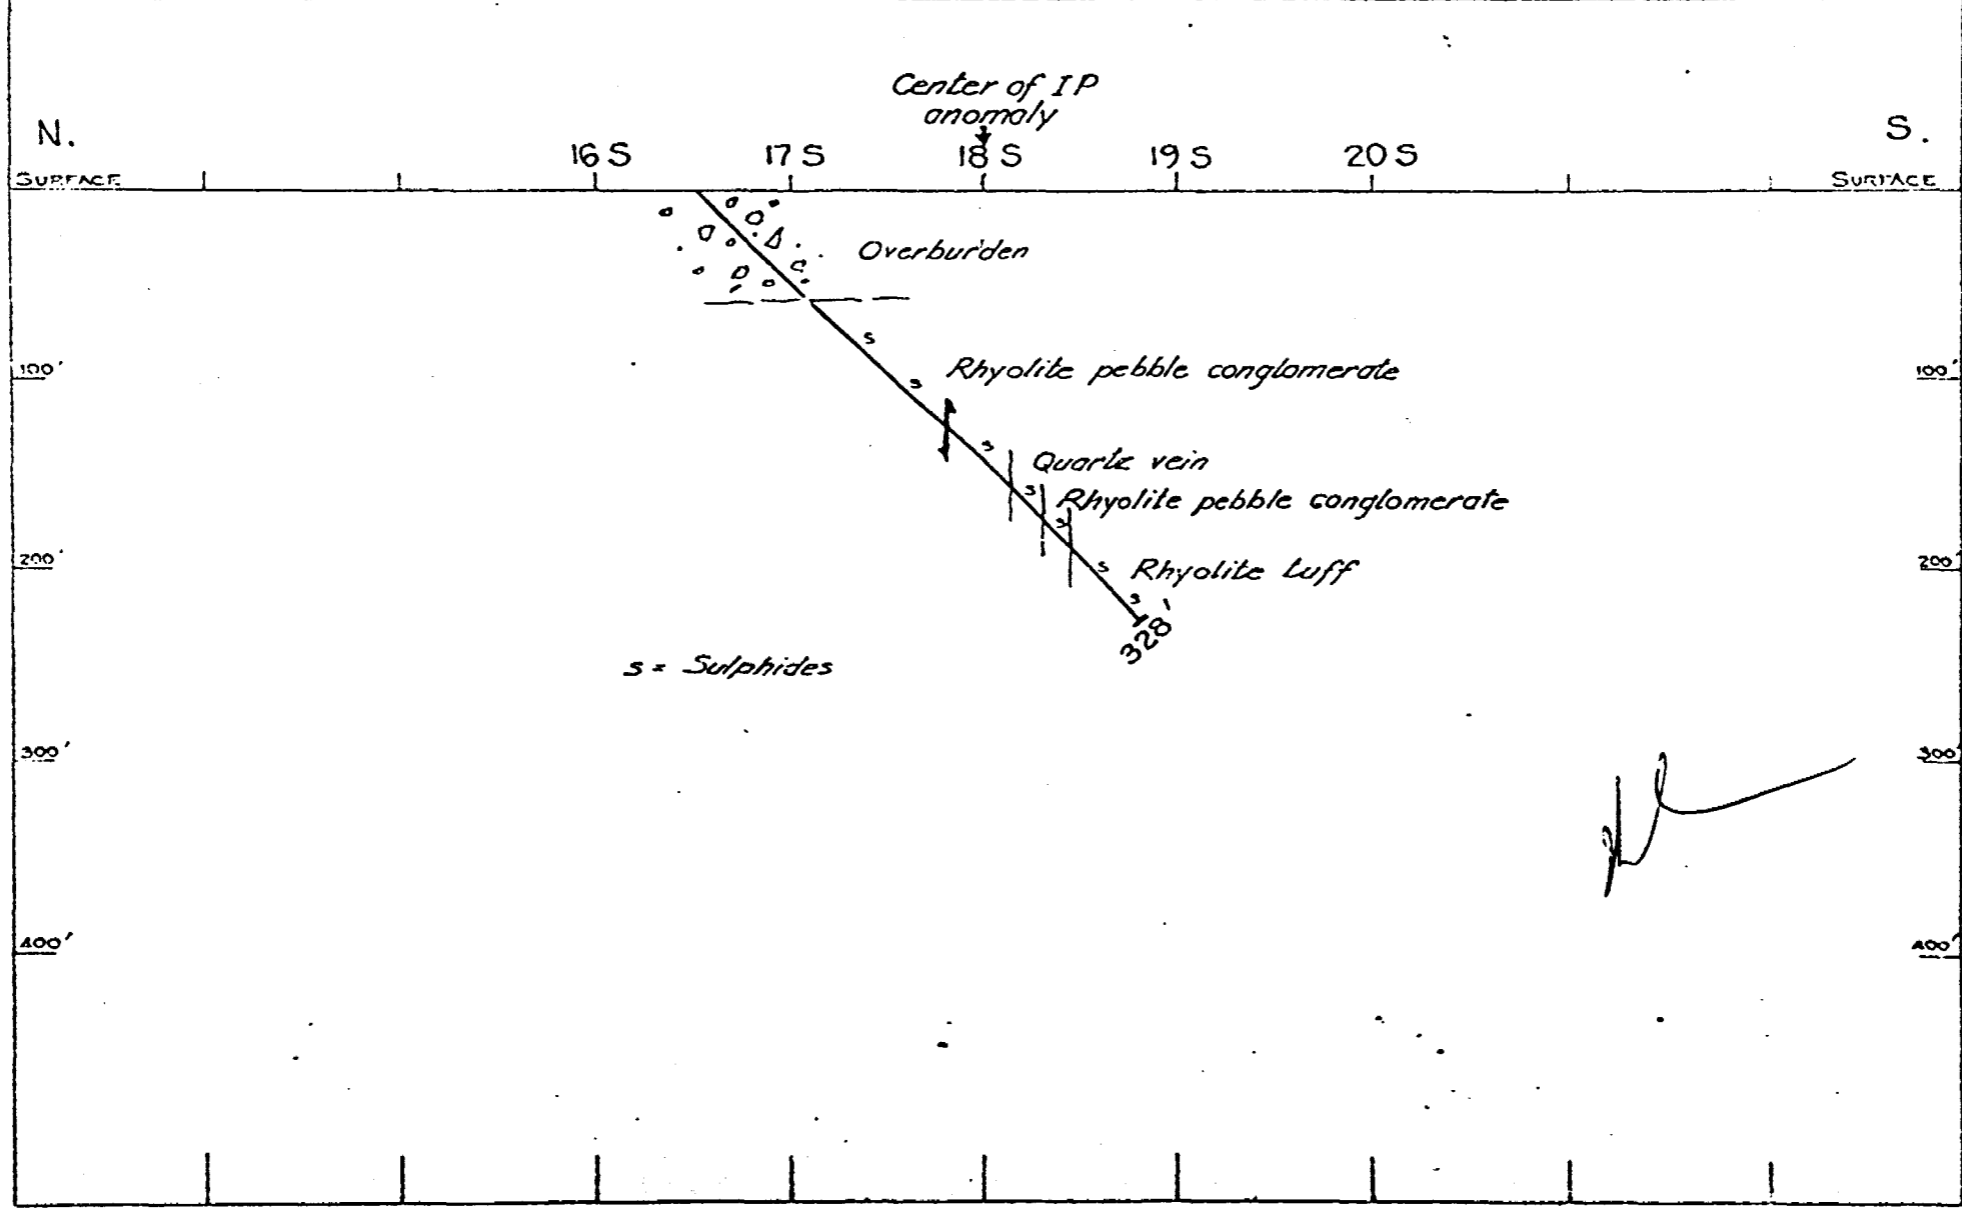 Center of IP
anomaly
N.
S.
16 S
17 S
18 S
19 S
20 S
SURFACE
SURFACE
Overburden
100'
Rhyolite pebble conglomerate
100'
s
s
s
Quartz vein
s
Rhyolite pebble conglomerate
s
200'
s
Rhyolite tuff
200'
s
328'
s = Sulphides
300'
300'
400'
400'